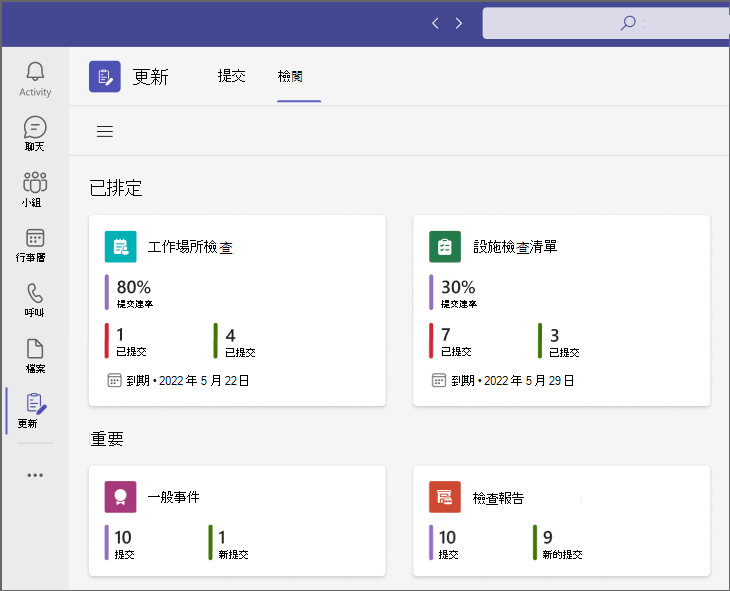 更新
提交
檢閱
Activity
聊天
小組
行事曆
呼叫
檔案
更新
已排定
工作場所檢查
80%
提交速率
1
已提交
4
已提交
到期 • 2022 年 5 月 22日
設施檢查清單
30%
提交速率
7
已提交
3
已提交
到期 • 2022 年 5 月 29日
重要
一般事件
10
提交
1
新提交
檢查報告
10
提交
9
新的提交